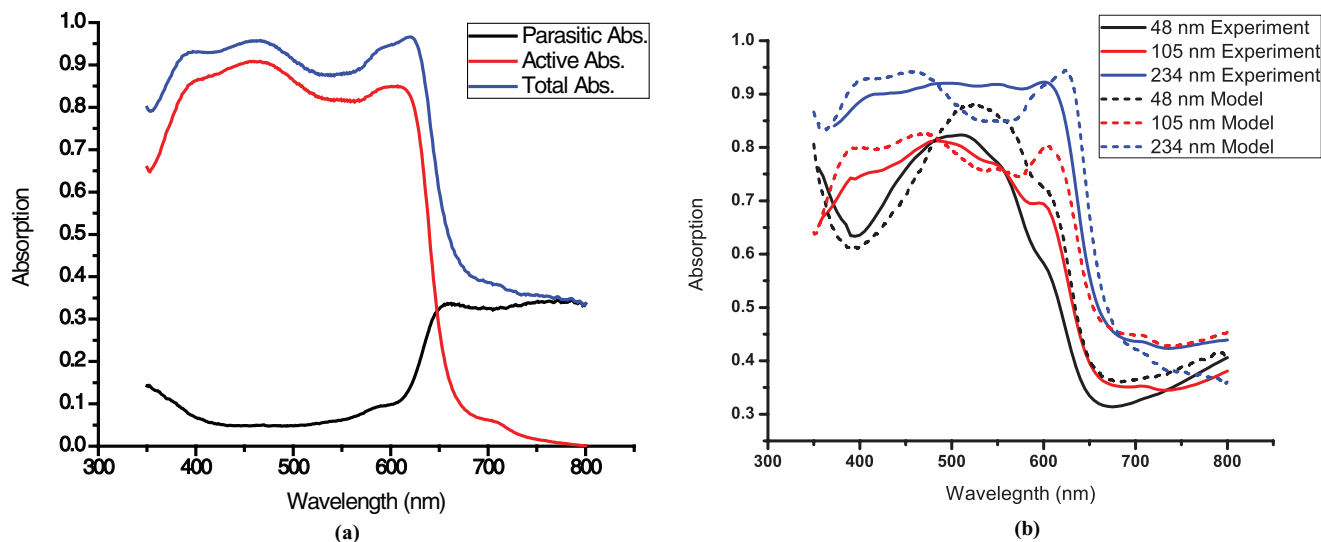 1.0
0.9
0.8
0.7
0.6
0.5
0.4
0.3
0.2
0.1
0.0
Absorption
300
400
500
600
700
800
Wavelength (nm)
Parasitic Abs.
Active Abs.
Total Abs.
(a)
1.0
0.9
0.8
0.7
0.6
0.5
0.4
0.3
Absorption
300
400
500
600
700
800
Wavelegnth (nm)
48 nm Experiment
105 nm Experiment
234 nm Experiment
48 nm Model
105 nm Model
234 nm Model
(b)